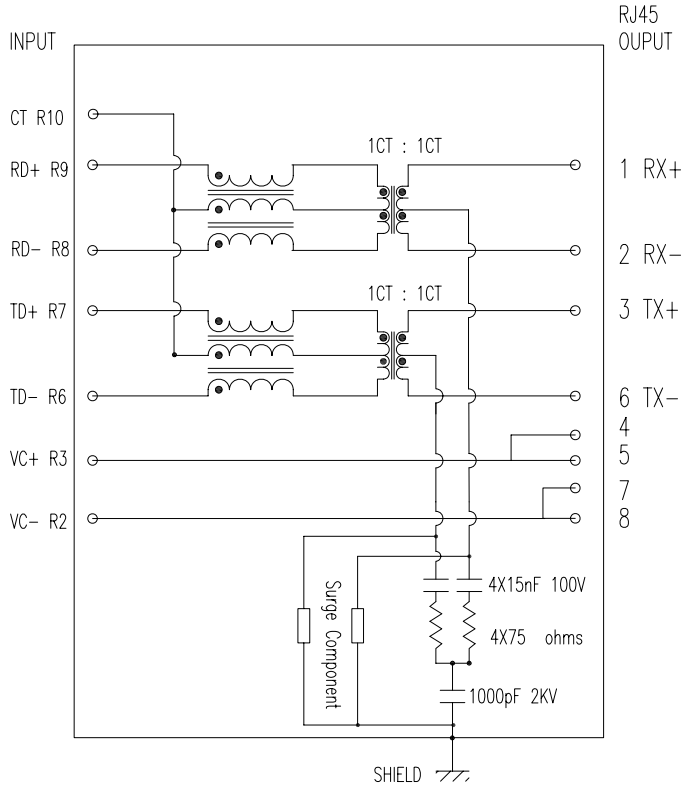 RJ45
INPUT OUPUT
CT R10
1CT : 1CT
RD+ R9 1 RX+
RD- R8 2 RX-
1CT : 1CT
TD+ R7 3 TX+
TD- R6 6 TX-
4
VC+ R3 5
7
VC- R2 8
Surge Component
4X15nF 100V
4X75 ohms
1000pF 2KV
SHIELD